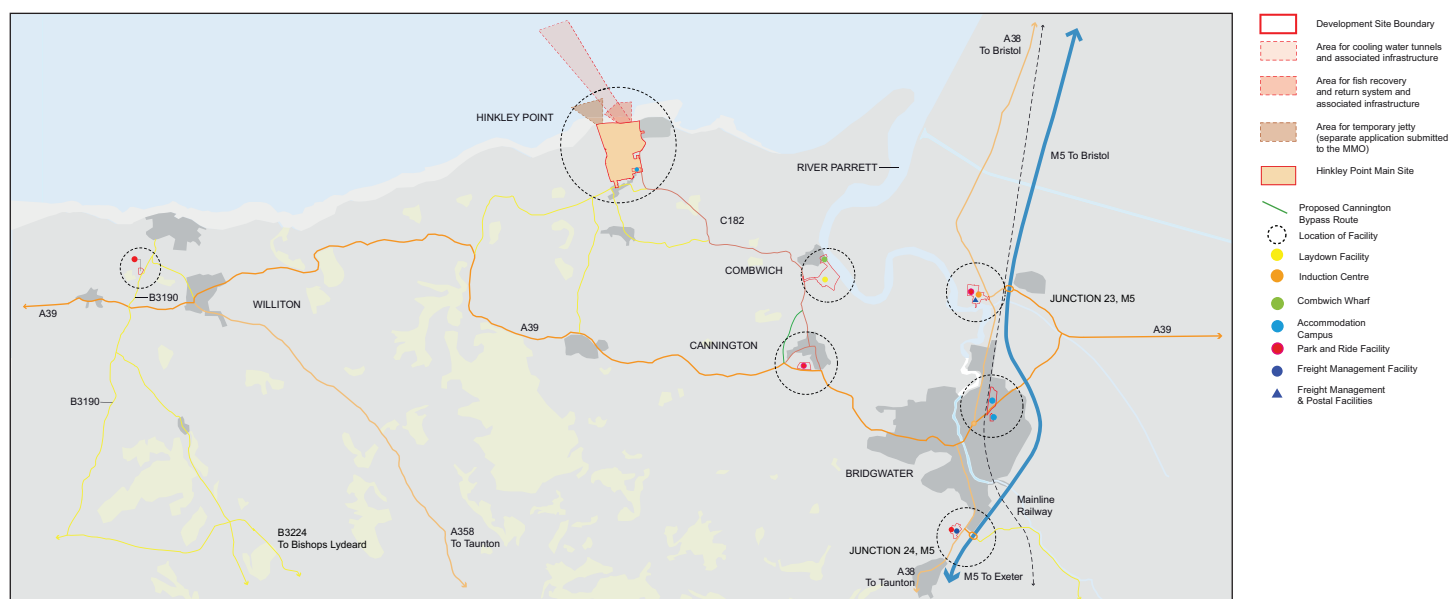 A38
To Bristol
HINKLEY POINT
M5 To Bristol
RIVER PARRETT
C182
COMBWICH
B3190
WILLITON
A39
JUNCTION 23, M5
A39
A39
CANNINGTON
B3190
BRIDGWATER
Mainline
Railway
B3224
To Bishops Lydeard
A358
To Taunton
JUNCTION 24, M5
A38
To Taunton
M5 To Exeter
Development Site Boundary
Area for cooling water tunnels
and associated infrastructure
Area for fish recovery
and return system and
associated infrastructure
Area for temporary jetty
(separate application submitted
to the MMO)
Hinkley Point Main Site
Proposed Cannington
Bypass Route
Location of Facility
Laydown Facility
Induction Centre
Combwich Wharf
Accommodation
Campus
Park and Ride Facility
Freight Management Facility
Freight Management
& Postal Facilities